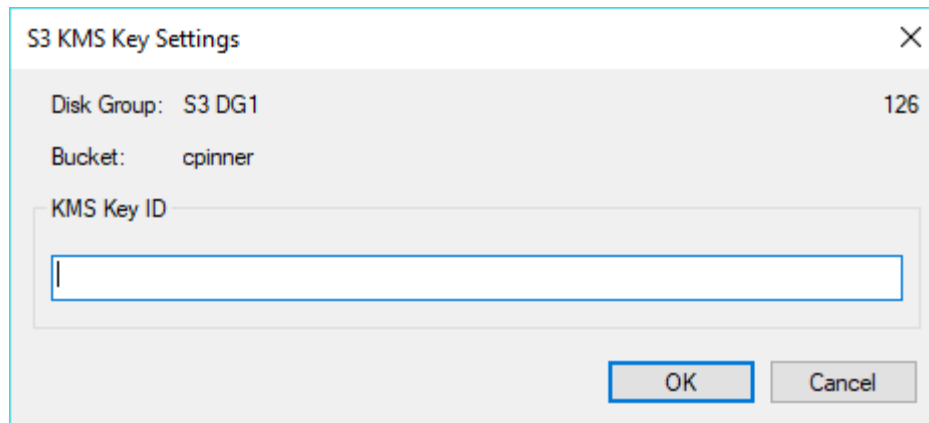 S3 KMS Key Settings
Disk Group: S3 DG1 126
Bucket: cpinner
KMS Key ID
OK Cancel